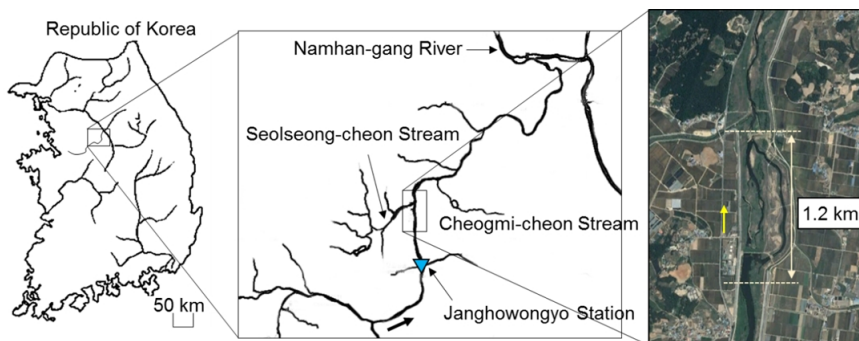 Republic of Korea
50 km
Namhan-gang River
Seolseong-cheon Stream
Cheogmi-cheon Stream
Janghowongyo Station
1.2 km